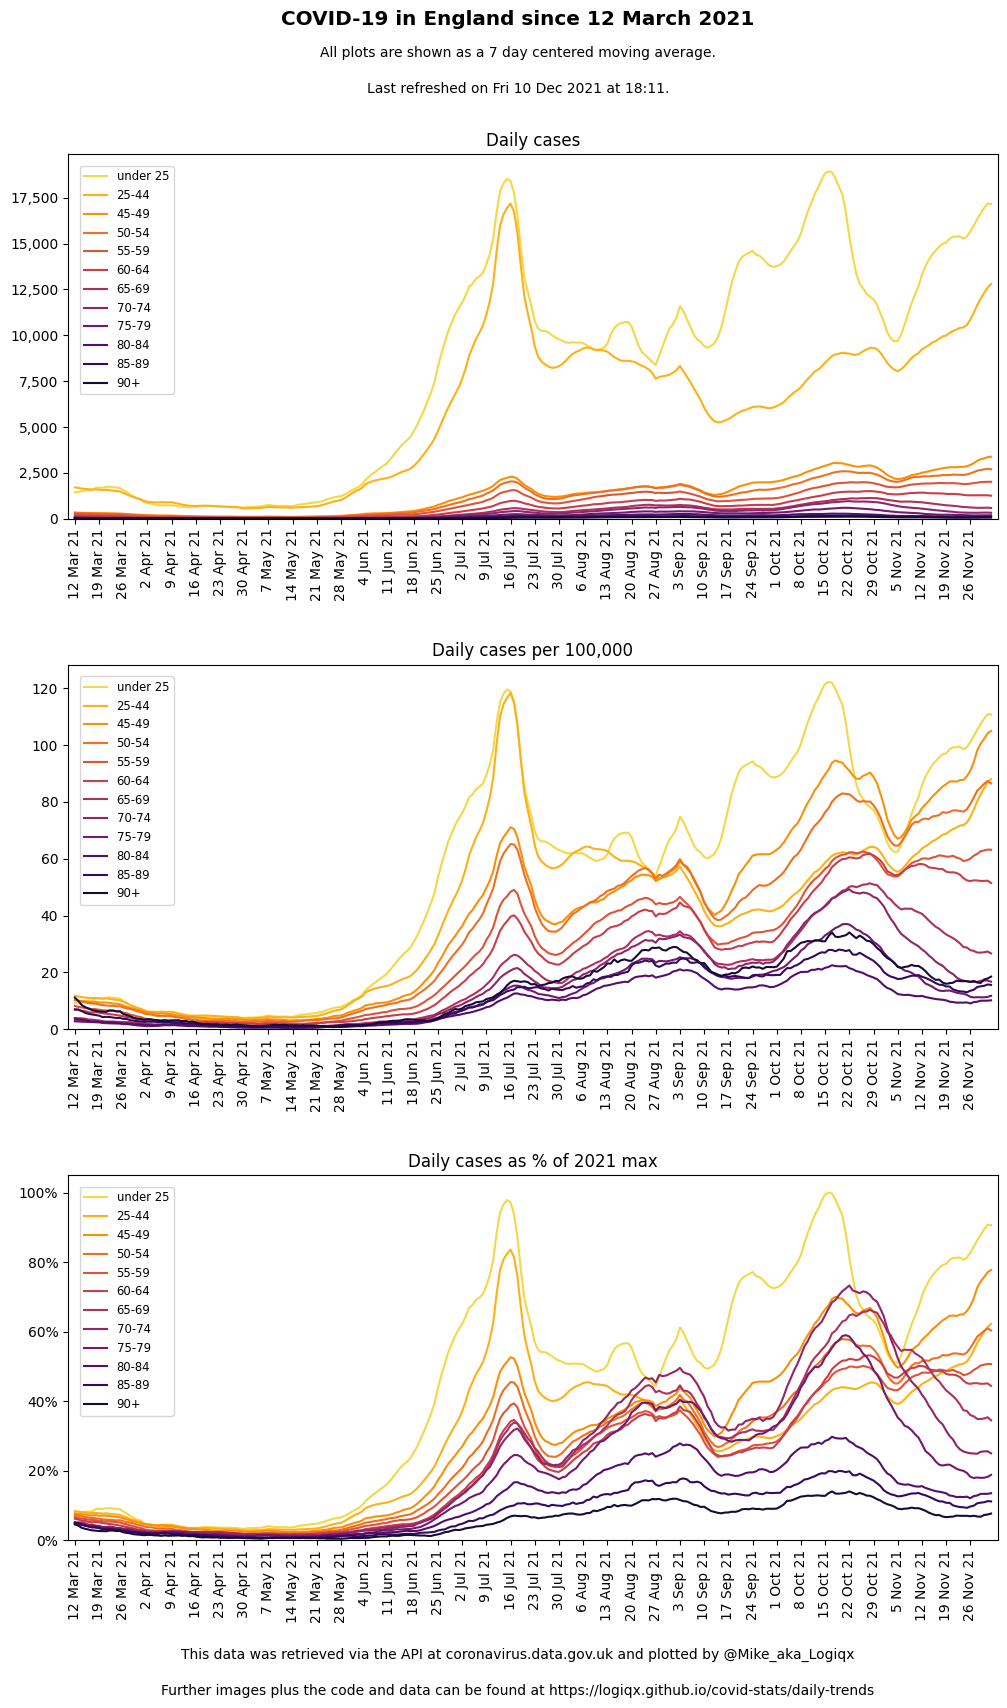 COVID-19 in England since 12 March 2021
All plots are shown as a 7 day centered moving average.
Last refreshed on Fri 10 Dec 2021 at 18:11.
Daily cases
17,500
15,000
12,500
10,000
7,500
5,000
2,500
0
under 25
25-44
45-49
50-54
55-59
60-64
65-69
70-74
75-79
80-84
85-89
90+
12 Mar 21
19 Mar 21
26 Mar 21
2 Apr 21
9 Apr 21
16 Apr 21
23 Apr 21
30 Apr 21
7 May 21
14 May 21
21 May 21
28 May 21
4 Jun 21
11 Jun 21
18 Jun 21
25 Jun 21
2 Jul 21
9 Jul 21
16 Jul 21
23 Jul 21
30 Jul 21
6 Aug 21
13 Aug 21
20 Aug 21
27 Aug 21
3 Sep 21
10 Sep 21
17 Sep 21
24 Sep 21
1 Oct 21
8 Oct 21
15 Oct 21
22 Oct 21
29 Oct 21
5 Nov 21
12 Nov 21
19 Nov 21
26 Nov 21
Daily cases per 100,000
120
100
80
60
40
20
0
under 25
25-44
45-49
50-54
55-59
60-64
65-69
70-74
75-79
80-84
85-89
90+
12 Mar 21
19 Mar 21
26 Mar 21
2 Apr 21
9 Apr 21
16 Apr 21
23 Apr 21
30 Apr 21
7 May 21
14 May 21
21 May 21
28 May 21
4 Jun 21
11 Jun 21
18 Jun 21
25 Jun 21
2 Jul 21
9 Jul 21
16 Jul 21
23 Jul 21
30 Jul 21
6 Aug 21
13 Aug 21
20 Aug 21
27 Aug 21
3 Sep 21
10 Sep 21
17 Sep 21
24 Sep 21
1 Oct 21
8 Oct 21
15 Oct 21
22 Oct 21
29 Oct 21
5 Nov 21
12 Nov 21
19 Nov 21
26 Nov 21
Daily cases as % of 2021 max
100%
80%
60%
40%
20%
0%
under 25
25-44
45-49
50-54
55-59
60-64
65-69
70-74
75-79
80-84
85-89
90+
12 Mar 21
19 Mar 21
26 Mar 21
2 Apr 21
9 Apr 21
16 Apr 21
23 Apr 21
30 Apr 21
7 May 21
14 May 21
21 May 21
28 May 21
4 Jun 21
11 Jun 21
18 Jun 21
25 Jun 21
2 Jul 21
9 Jul 21
16 Jul 21
23 Jul 21
30 Jul 21
6 Aug 21
13 Aug 21
20 Aug 21
27 Aug 21
3 Sep 21
10 Sep 21
17 Sep 21
24 Sep 21
1 Oct 21
8 Oct 21
15 Oct 21
22 Oct 21
29 Oct 21
5 Nov 21
12 Nov 21
19 Nov 21
26 Nov 21
This data was retrieved via the API at coronavirus.data.gov.uk and plotted by @Mike_aka_Logiqx
Further images plus the code and data can be found at https://logiqx.github.io/covid-stats/daily-trends